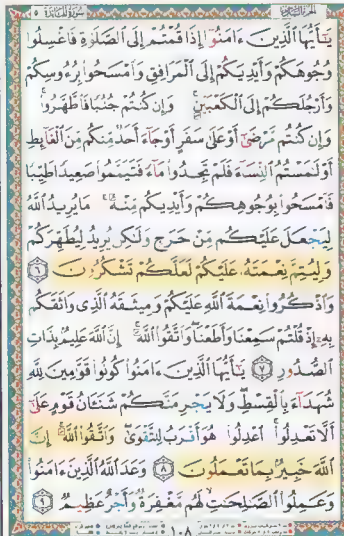 يَٰٓأَيُّهَا ٱلَّذِينَ ءَامَنُوٓا۟ إِذَا قُمْتُمْ إِلَى ٱلصَّلَوٰةِ فَٱغْسِلُوا۟
وُجُوهَكُمْ وَأَيْدِيَكُمْ إِلَى ٱلْمَرَافِقِ وَٱمْسَحُوا۟ بِرُءُوسِكُمْ
وَأَرْجُلَكُمْ إِلَى ٱلْكَعْبَيْنِ ۚ وَإِن كُنتُمْ جُنُبًا فَٱطَّهَّرُوا۟ ۚ
وَإِن كُنتُم مَّرْضَىٰٓ أَوْ عَلَىٰ سَفَرٍ أَوْ جَآءَ أَحَدٌ مِّنكُم مِّنَ ٱلْغَآئِطِ
أَوْ لَٰمَسْتُمُ ٱلنِّسَآءَ فَلَمْ تَجِدُوا۟ مَآءً فَتَيَمَّمُوا۟ صَعِيدًا طَيِّبًا
فَٱمْسَحُوا۟ بِوُجُوهِكُمْ وَأَيْدِيكُم مِّنْهُ ۚ مَا يُرِيدُ ٱللَّهُ
لِيَجْعَلَ عَلَيْكُم مِّنْ حَرَجٍ وَلَٰكِن يُرِيدُ لِيُطَهِّرَكُمْ
وَلِيُتِمَّ نِعْمَتَهُۥ عَلَيْكُمْ لَعَلَّكُمْ تَشْكُرُونَ ٦
وَٱذْكُرُوا۟ نِعْمَةَ ٱللَّهِ عَلَيْكُمْ وَمِيثَٰقَهُ ٱلَّذِى وَاثَقَكُم
بِهِۦٓ إِذْ قُلْتُمْ سَمِعْنَا وَأَطَعْنَا ۖ وَٱتَّقُوا۟ ٱللَّهَ ۚ إِنَّ ٱللَّهَ عَلِيمٌۢ بِذَاتِ
ٱلصُّدُورِ ٧ يَٰٓأَيُّهَا ٱلَّذِينَ ءَامَنُوا۟ كُونُوا۟ قَوَّٰمِينَ لِلَّهِ
شُهَدَآءَ بِٱلْقِسْطِ ۖ وَلَا يَجْرِمَنَّكُمْ شَنَـَٔانُ قَوْمٍ عَلَىٰٓ
أَلَّا تَعْدِلُوا۟ ۚ ٱعْدِلُوا۟ هُوَ أَقْرَبُ لِلتَّقْوَىٰ ۖ وَٱتَّقُوا۟ ٱللَّهَ ۚ إِنَّ
ٱللَّهَ خَبِيرٌۢ بِمَا تَعْمَلُونَ ٨ وَعَدَ ٱللَّهُ ٱلَّذِينَ ءَامَنُوا۟
وَعَمِلُوا۟ ٱلصَّٰلِحَٰتِ ۙ لَهُم مَّغْفِرَةٌ وَأَجْرٌ عَظِيمٌ ٩
١٠٨